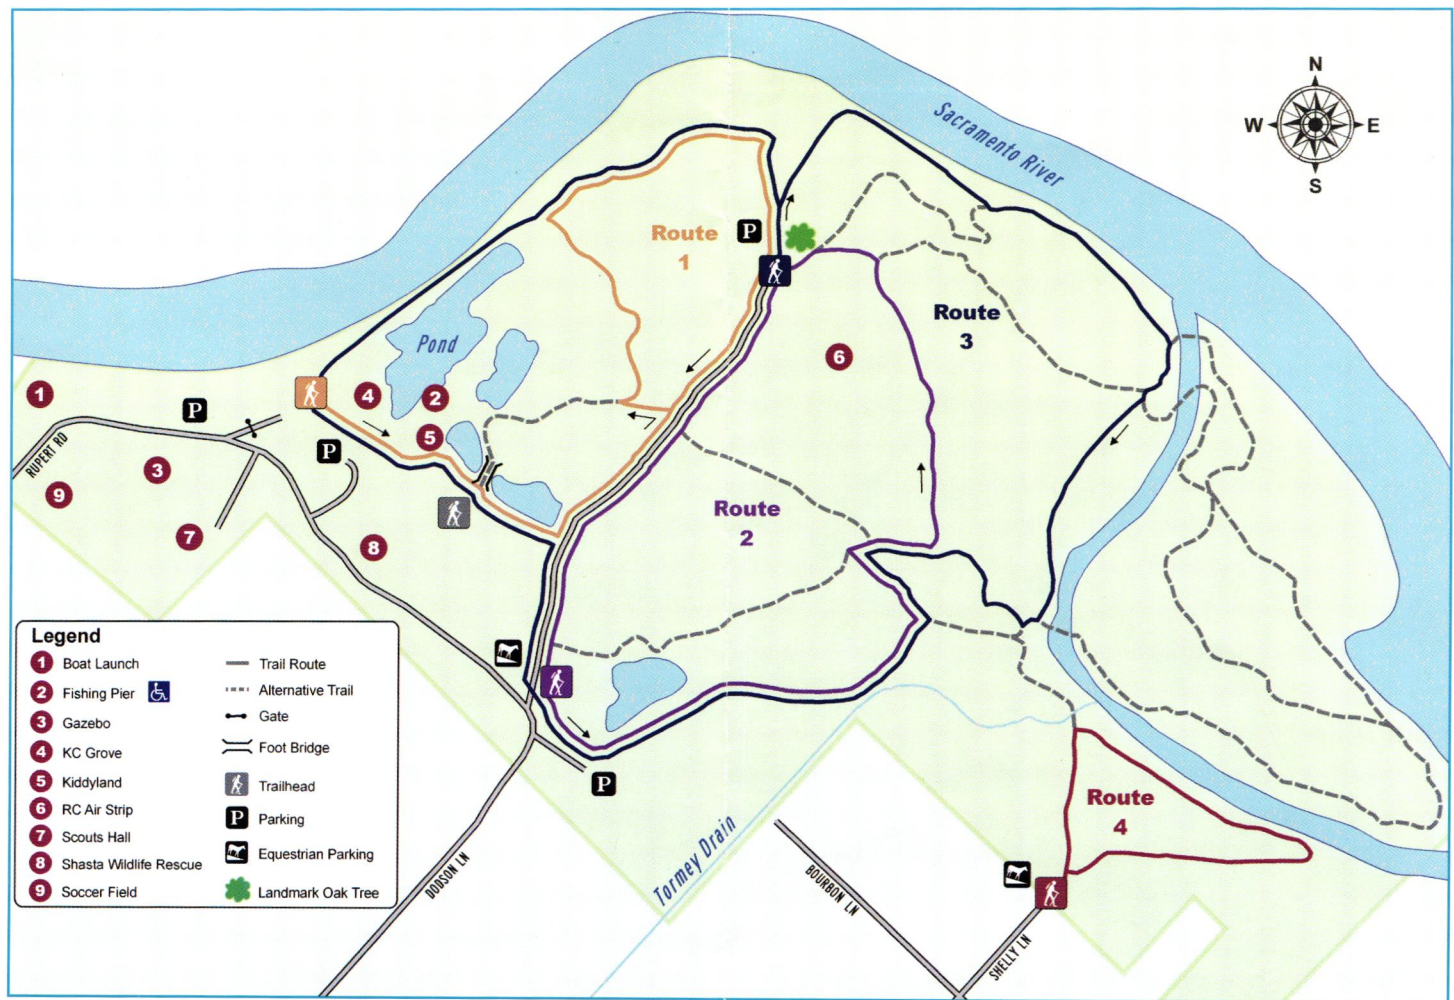 N
W E
S
Sacramento River
Route
1
P
Route
3
Pond
6
1
4
2
P
5
RUPERT RD
P
3
9
7
8
Route
2
Legend
1 Boat Launch
2 Fishing Pier
3 Gazebo
4 KC Grove
5 Kiddyland
6 RC Air Strip
7 Scouts Hall
8 Shasta Wildlife Rescue
9 Soccer Field
Trail Route
Alternative Trail
Gate
Foot Bridge
Trailhead
P Parking
Equestrian Parking
Landmark Oak Tree
P
DODSON LN
Tormey Drain
BOURBON LN
SHELLY LN
Route
4